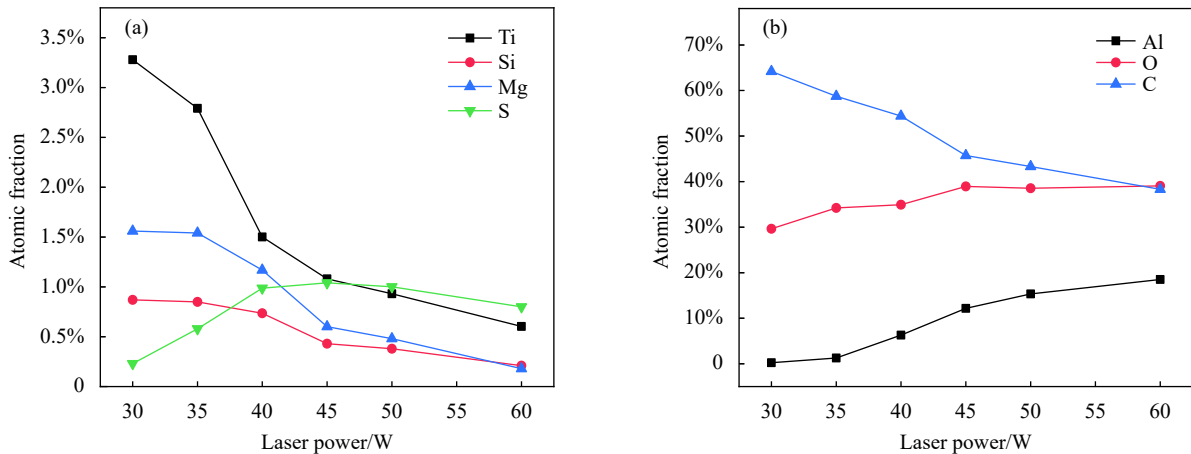 (a)
Ti
Si
Mg
S
3.5%
3.0%
2.5%
2.0%
1.5%
1.0%
0.5%
0
Atomic fraction
30 35 40 45 50 55 60
Laser power/W
(b)
Al
O
C
70%
60%
50%
40%
30%
20%
10%
0
Atomic fraction
30 35 40 45 50 55 60
Laser power/W